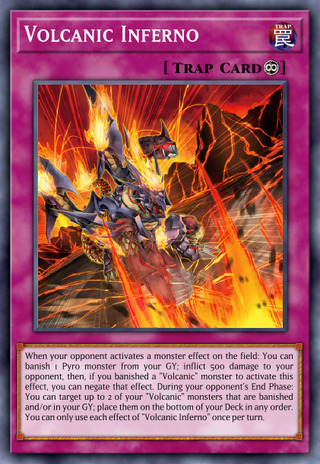 Volcanic Inferno
TRAP
罠
[ Trap Card ]
When your opponent activates a monster effect on the field: You can
banish 1 Pyro monster from your GY; inflict 500 damage to your
opponent, then, if you banished a "Volcanic" monster to activate this
effect, you can negate that effect. During your opponent's End Phase:
You can target up to 2 of your "Volcanic" monsters that are banished
and/or in your GY; place them on the bottom of your Deck in any order.
You can only use each effect of "Volcanic Inferno" once per turn.